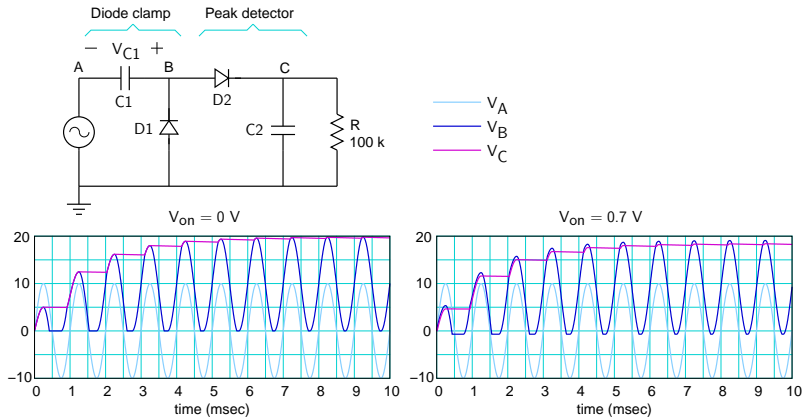 Diode clamp Peak detector
− V_C1 +
A B C
C1 D2
D1 C2 R
100 k
V_A
V_B
V_C
V_on = 0 V
20
10
0
−10
0 1 2 3 4 5 6 7 8 9 10
time (msec)
V_on = 0.7 V
20
10
0
−10
0 1 2 3 4 5 6 7 8 9 10
time (msec)